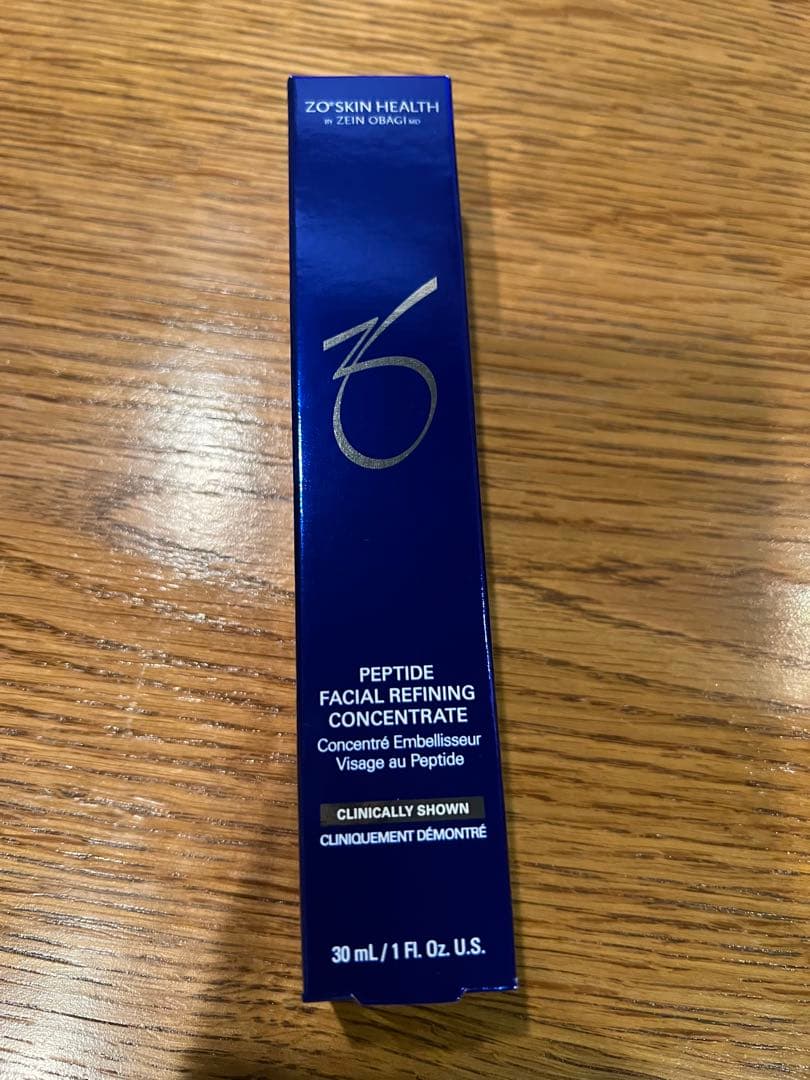 ZO® SKIN HEALTH
BY ZEIN OBAGI MD
ZO
PEPTIDE
FACIAL REFINING
CONCENTRATE
Concentré Embellisseur
Visage au Peptide
CLINICALLY SHOWN
CLINIQUEMENT DÉMONTRÉ
30 mL / 1 Fl. Oz. U.S.